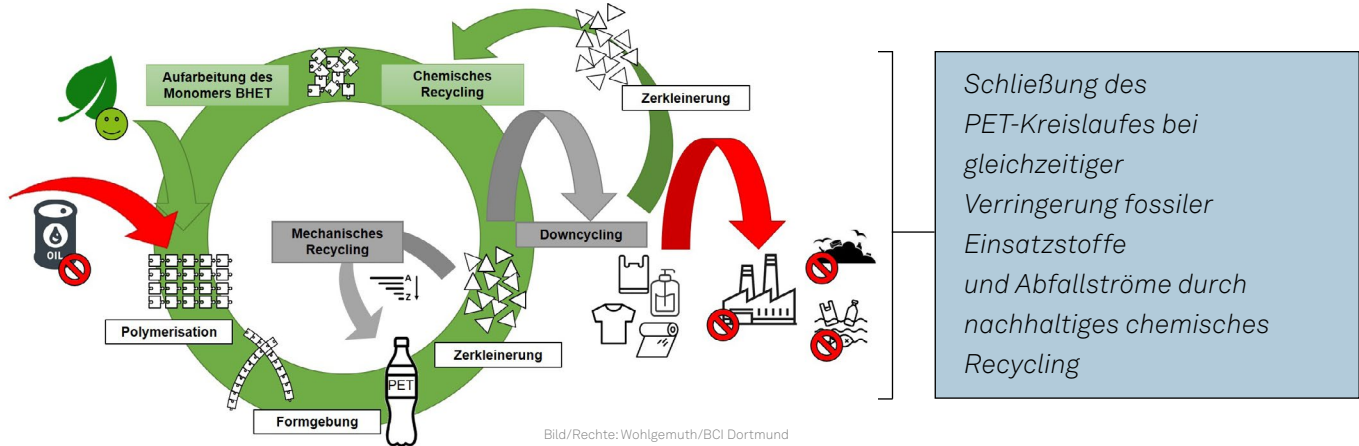 Aufarbeitung des
Monomers BHET
Chemisches
Recycling
Zerkleinerung
OIL
Mechanisches
Recycling
A
Z
Downcycling
Polymerisation
Zerkleinerung
PET
Formgebung
Bild/Rechte: Wohlgemuth/BCI Dortmund
Schließung des
PET-Kreislaufes bei
gleichzeitiger
Verringerung fossiler
Einsatzstoffe
und Abfallströme durch
nachhaltiges chemisches
Recycling